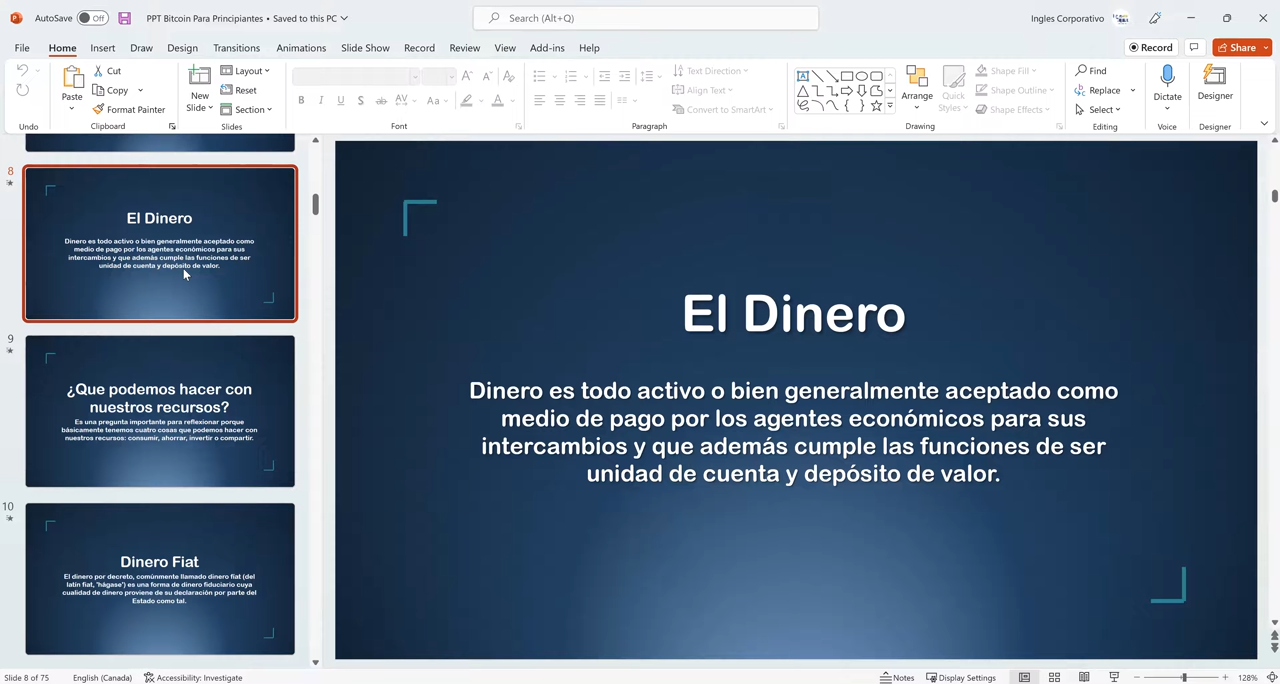 AutoSave Off PPT Bitcoin Para Principiantes • Saved to this PC Search (Alt+Q) Ingles Corporativo
File Home Insert Draw Design Transitions Animations Slide Show Record Review View Add-ins Help Record Share
Paste Cut Copy Format Painter
New Slide Layout Reset Section
B I U S ab AV Aa A
Text Direction Align Text Convert to SmartArt
Arrange Quick Styles Shape Fill Shape Outline Shape Effects
Find Replace Select
Dictate Designer
Undo Clipboard Slides Font Paragraph Drawing Editing Voice Designer
8
El Dinero
Dinero es todo activo o bien generalmente aceptado como
medio de pago por los agentes económicos para sus
intercambios y que además cumple las funciones de ser
unidad de cuenta y depósito de valor.
9
¿Que podemos hacer con
nuestros recursos?
Es una pregunta importante para reflexionar porque
básicamente tenemos cuatro cosas que podemos hacer con
nuestros recursos: consumir, ahorrar, invertir o compartir.
10
Dinero Fiat
El dinero por decreto, comúnmente llamado dinero fiat (del
latín fiat, 'hágase') es una forma de dinero fiduciario cuya
cualidad de dinero proviene de su declaración por parte del
Estado como tal.
El Dinero
Dinero es todo activo o bien generalmente aceptado como
medio de pago por los agentes económicos para sus
intercambios y que además cumple las funciones de ser
unidad de cuenta y depósito de valor.
Slide 8 of 75 English (Canada) Accessibility: Investigate Notes Display Settings 128%